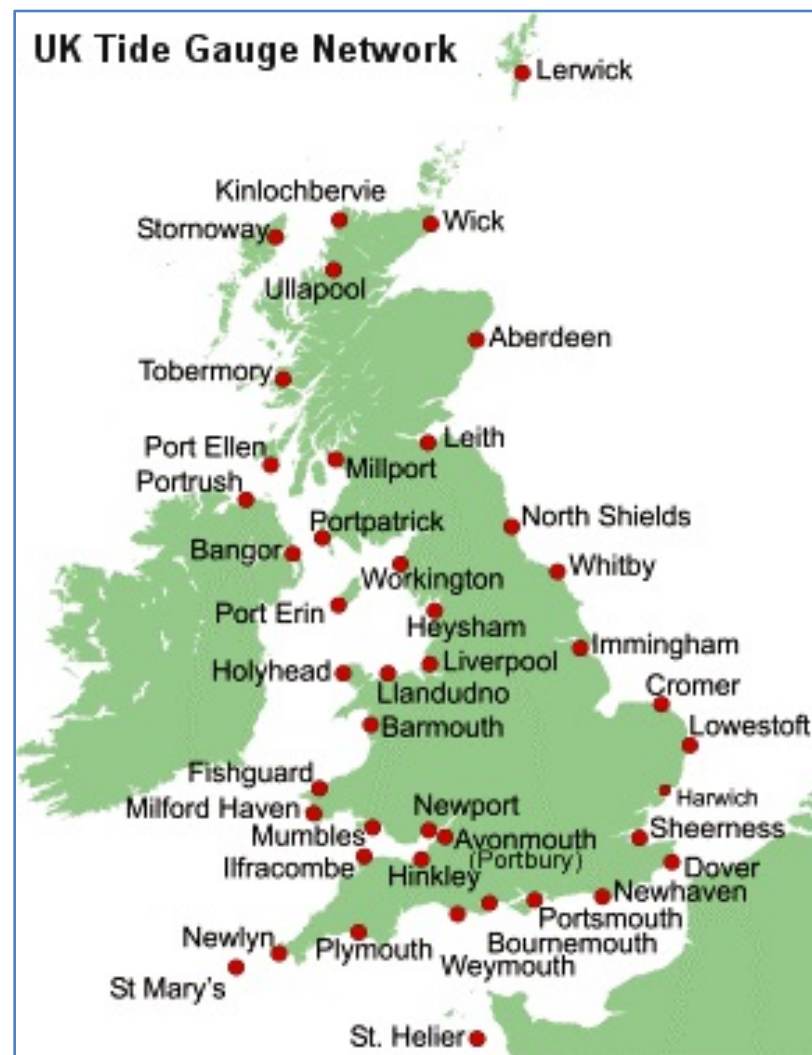 UK Tide Gauge Network
Lerwick
Kinlochbervie
Stornoway
Wick
Ullapool
Aberdeen
Tobermory
Leith
Port Ellen
Millport
Portrush
Portpatrick
North Shields
Bangor
Workington
Whitby
Port Erin
Heysham
Immingham
Liverpool
Holyhead
Llandudno
Cromer
Barmouth
Lowestoft
Fishguard
Harwich
Milford Haven
Newport
Mumbles
Avonmouth
(Portbury)
Sheerness
Ilfracombe
Hinkley
Dover
Newhaven
Portsmouth
Bournemouth
Weymouth
Plymouth
Newlyn
St Mary's
St. Helier